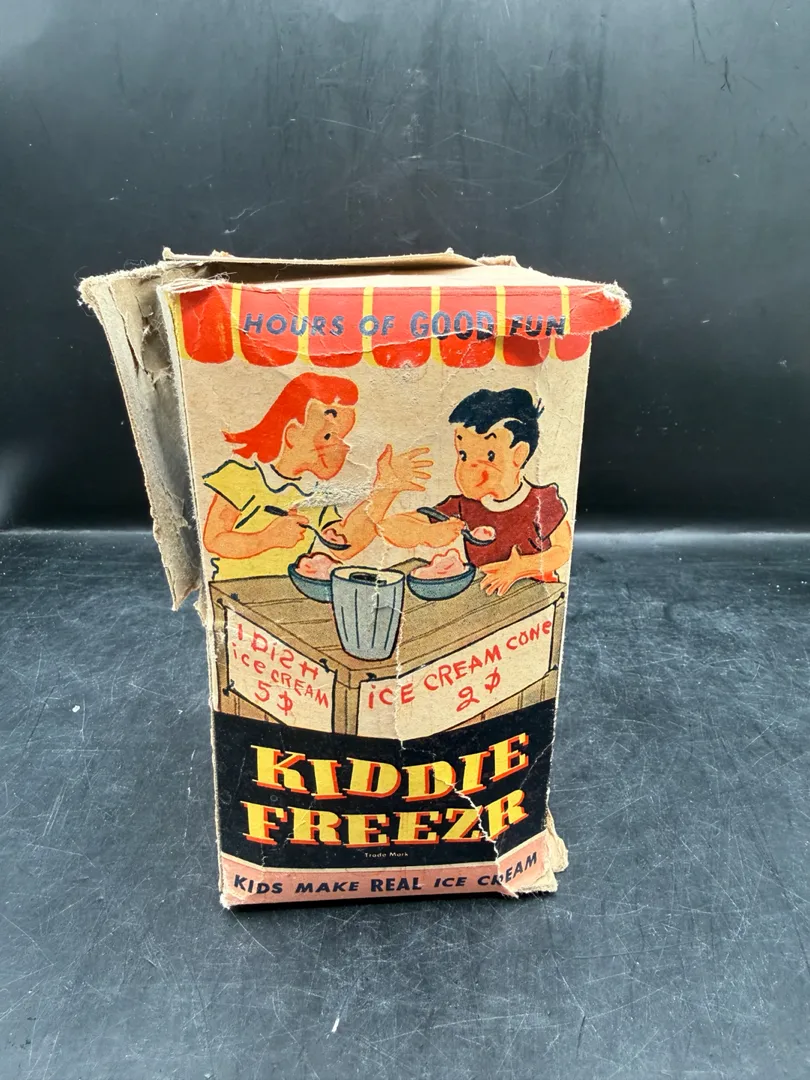 HOURS OF GOOD FUN
1 DISH
ice CREAM
5¢
iCE CREAM CONe
2¢
KIDDIE
FREEZR
Trade Mark
KIDS MAKE REAL ICE CREAM